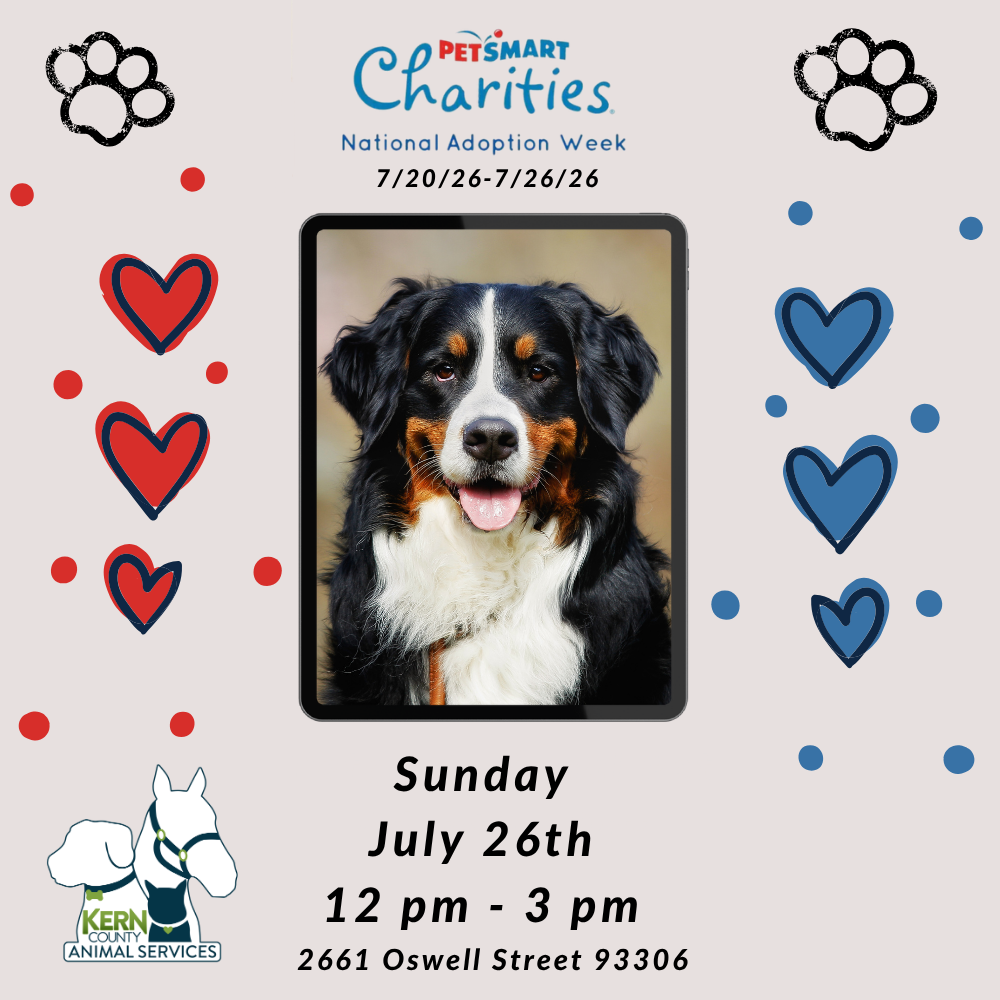 PETSMART
Charities
National Adoption Week
7/20/26-7/26/26
Sunday
July 26th
12 pm - 3 pm
2661 Oswell Street 93306
KERN
COUNTY
ANIMAL SERVICES